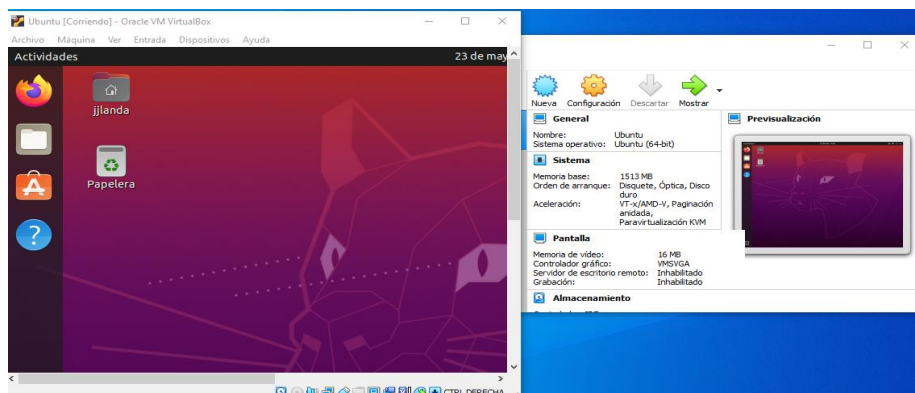 Ubuntu [Corriendo] - Oracle VM VirtualBox
Archivo Máquina Ver Entrada Dispositivos Ayuda
Actividades 23 de may
jjlanda
Papelera
CTRL DERECHA
Nueva Configuración Descartar Mostrar
General
Nombre: Ubuntu
Sistema operativo: Ubuntu (64-bit)
Sistema
Memoria base: 1513 MB
Orden de arranque: Disquete, Óptica, Disco
duro
Aceleración: VT-x/AMD-V, Paginación
anidada,
Paravirtualización KVM
Pantalla
Memoria de vídeo: 16 MB
Controlador gráfico: VMSVGA
Servidor de escritorio remoto: Inhabilitado
Grabación: Inhabilitado
Almacenamiento
Previsualización